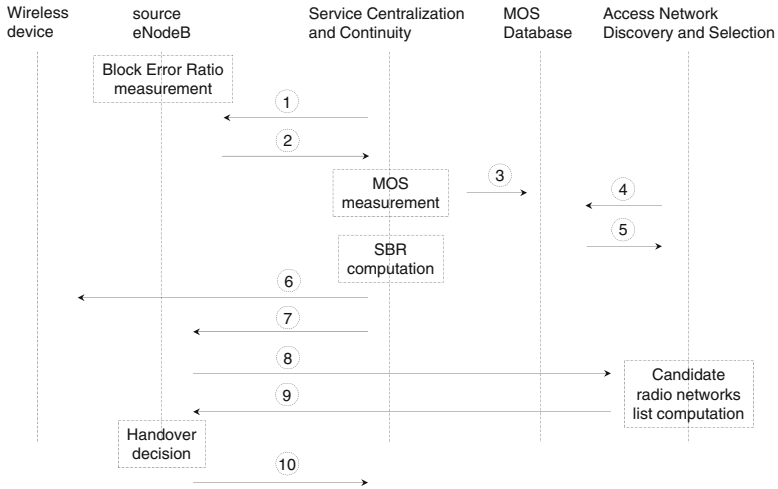 Wireless
device
source
eNodeB
Service Centralization
and Continuity
MOS
Database
Access Network
Discovery and Selection
Block Error Ratio
measurement
1
2
MOS
measurement
3
4
5
SBR
computation
6
7
8
Candidate
radio networks
list computation
9
Handover
decision
10